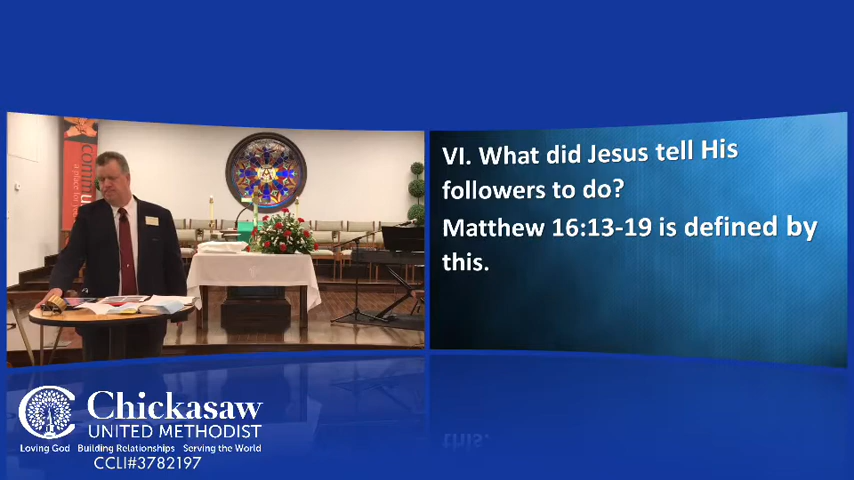 VI. What did Jesus tell His
followers to do?
Matthew 16:13-19 is defined by
this.
Chickasaw
UNITED METHODIST
Loving God Building Relationships Serving the World
CCLI#3782197
this.